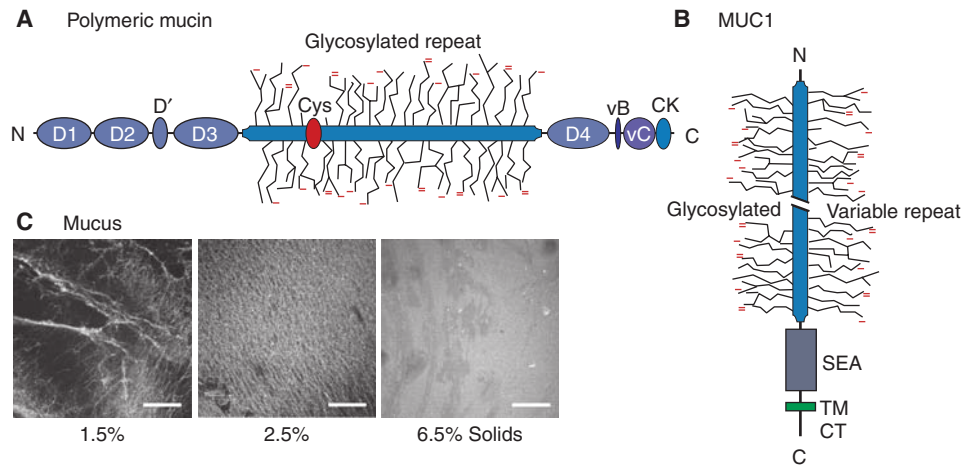 A Polymeric mucin
Glycosylated repeat
N D1 D2 D′ D3 Cys D4 vB vC CK C
B MUC1
N
Glycosylated Variable repeat
SEA
TM
CT
C
C Mucus
1.5% 2.5% 6.5% Solids